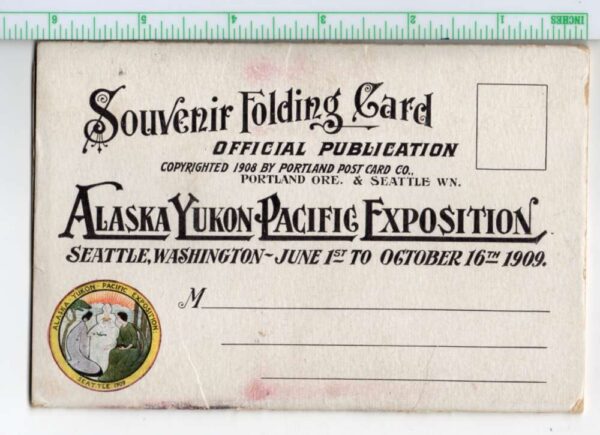 INCHES
1
2
3
4
5
6
Souvenir Folding Card
OFFICIAL PUBLICATION
COPYRIGHTED 1908 BY PORTLAND POST CARD CO.,
PORTLAND ORE. & SEATTLE WN.
ALASKA YUKON PACIFIC EXPOSITION
SEATTLE, WASHINGTON ~ JUNE 1ST TO OCTOBER 16TH 1909.
M
ALASKA YUKON PACIFIC EXPOSITION
SEATTLE 1909